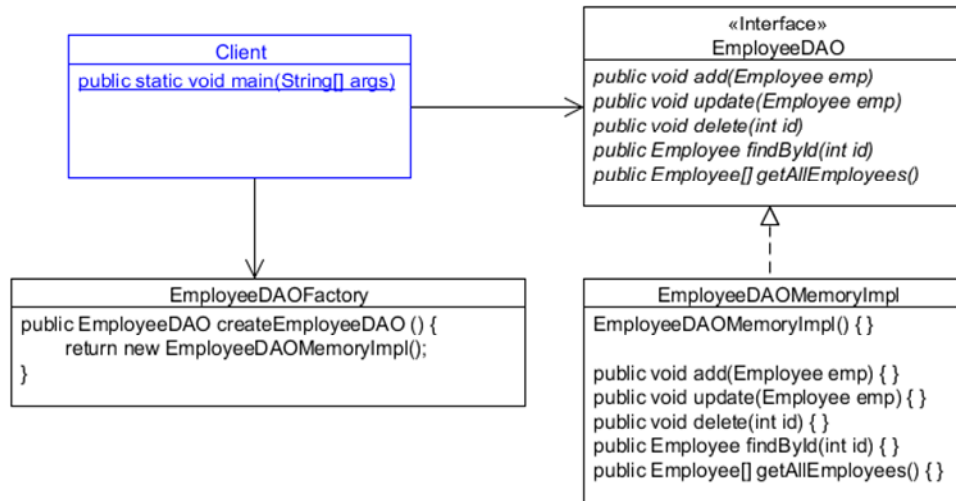 Client
public static void main(String[] args)
«Interface»
EmployeeDAO
public void add(Employee emp)
public void update(Employee emp)
public void delete(int id)
public Employee findById(int id)
public Employee[] getAllEmployees()
EmployeeDAOFactory
public EmployeeDAO createEmployeeDAO () {
return new EmployeeDAOMemoryImpl();
}
EmployeeDAOMemoryImpl
EmployeeDAOMemoryImpl() { }
public void add(Employee emp) { }
public void update(Employee emp) { }
public void delete(int id) { }
public Employee findById(int id) { }
public Employee[] getAllEmployees() { }